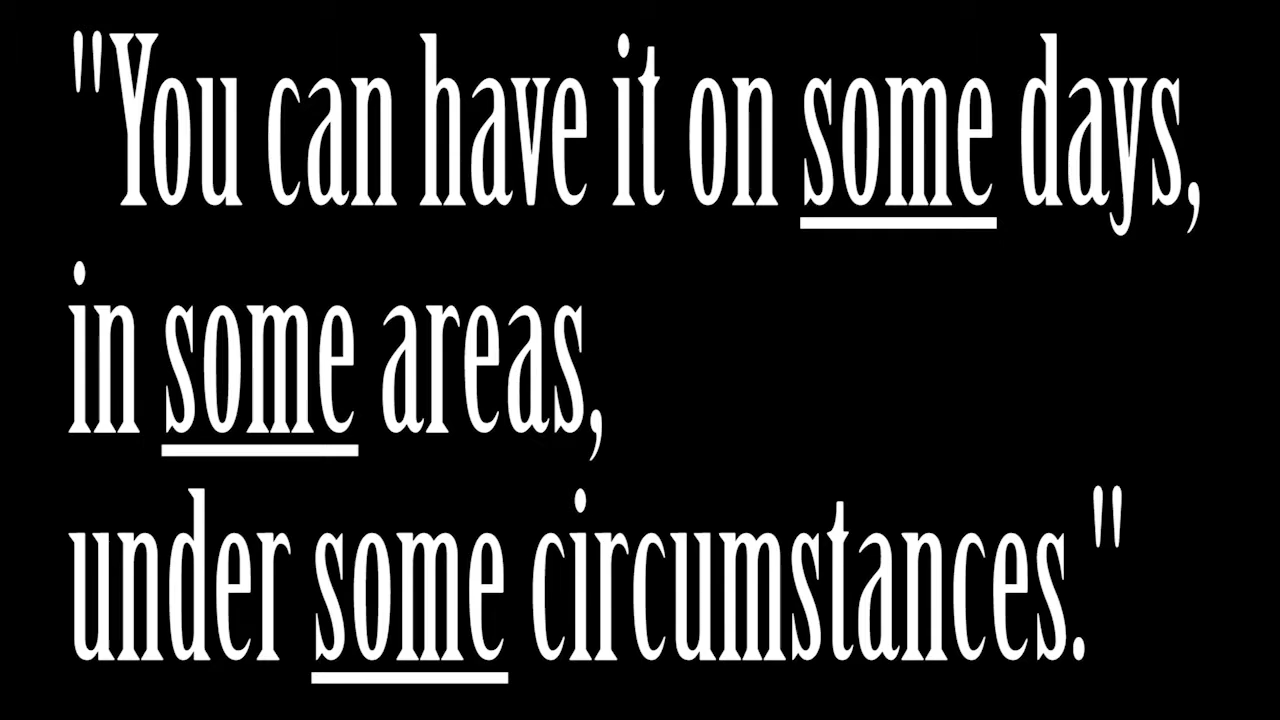 "You can have it on some days,
in some areas,
under some circumstances."